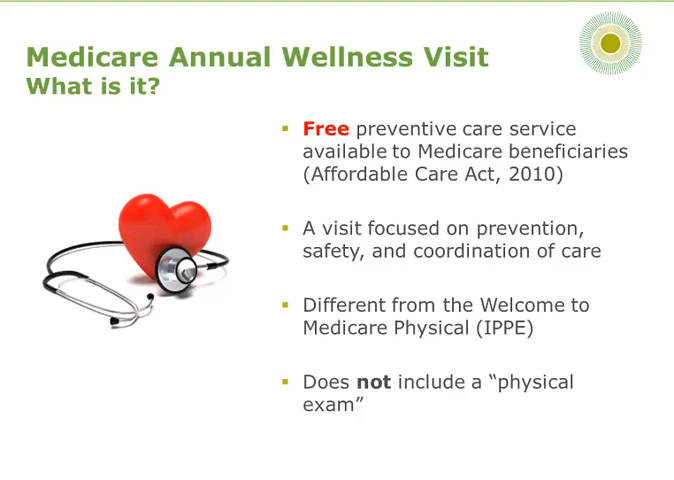 Medicare Annual Wellness Visit
What is it?
▪ Free preventive care service
available to Medicare beneficiaries
(Affordable Care Act, 2010)
▪ A visit focused on prevention,
safety, and coordination of care
▪ Different from the Welcome to
Medicare Physical (IPPE)
▪ Does not include a “physical
exam”